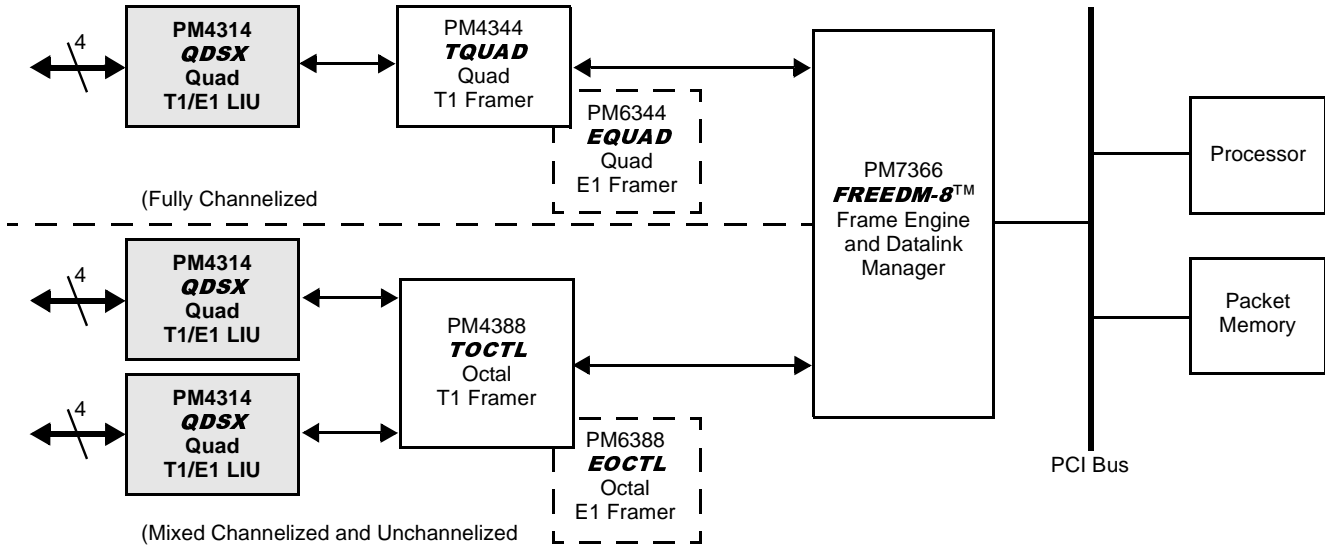 4
PM4314
QDSX
Quad
T1/E1 LIU
PM4344
TQUAD
Quad
T1 Framer
PM6344
EQUAD
Quad
E1 Framer
(Fully Channelized
4
PM4314
QDSX
Quad
T1/E1 LIU
4
PM4314
QDSX
Quad
T1/E1 LIU
PM4388
TOCTL
Octal
T1 Framer
PM6388
EOCTL
Octal
E1 Framer
(Mixed Channelized and Unchannelized
PM7366
FREEDM-8™
Frame Engine
and Datalink
Manager
PCI Bus
Processor
Packet
Memory